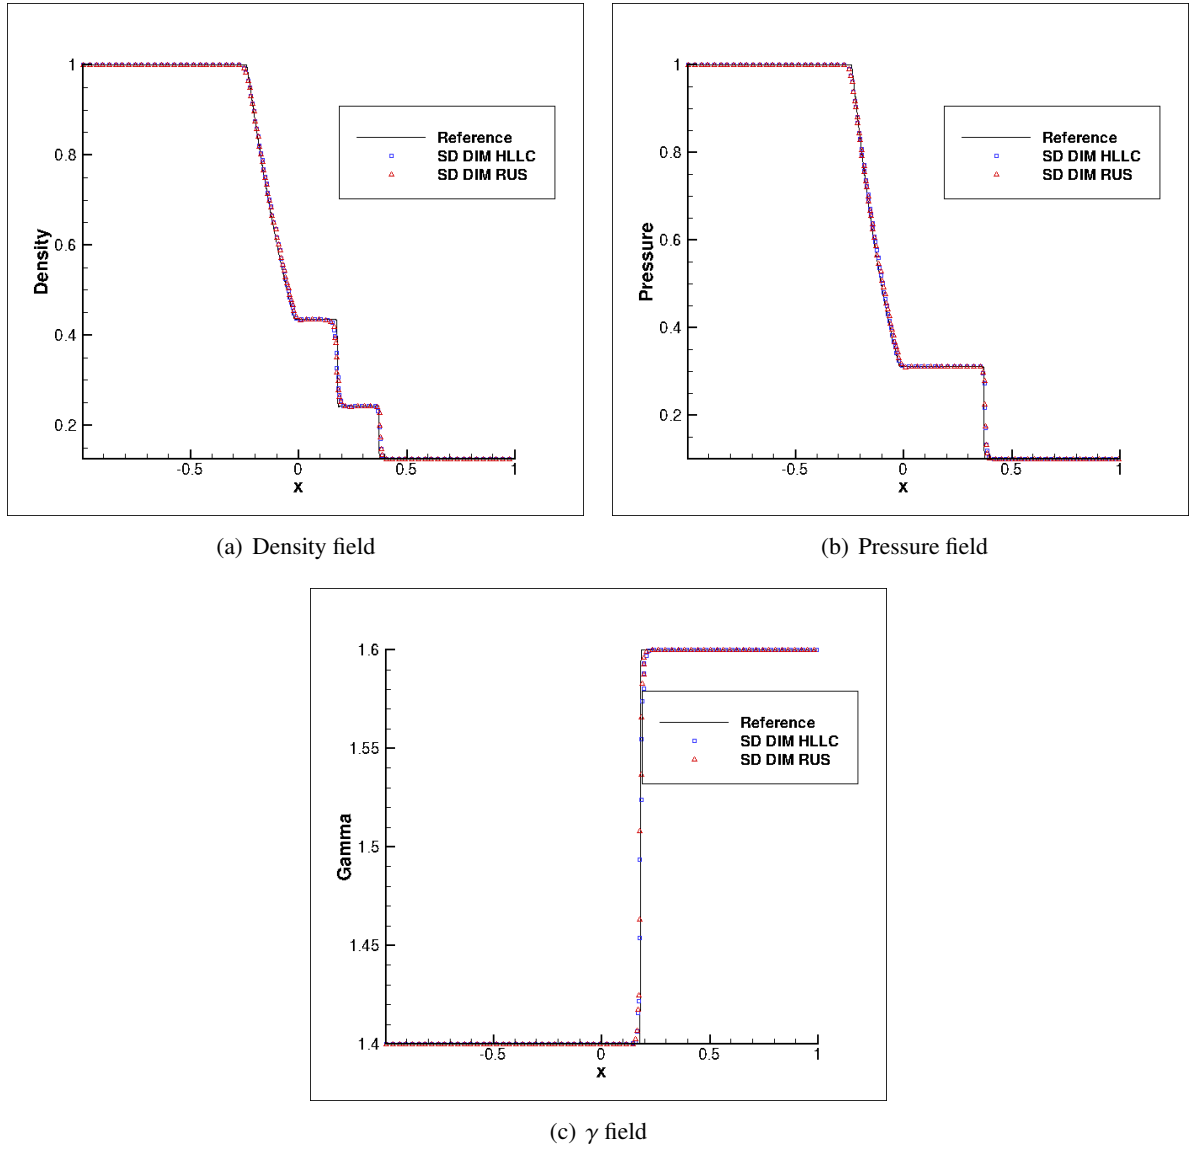 1
0.8
0.6
0.4
0.2
Density
-0.5
0
0.5
1
x
Reference
SD DIM HLLC
SD DIM RUS
(a) Density field
1
0.8
0.6
0.4
0.2
Pressure
-0.5
0
0.5
1
x
Reference
SD DIM HLLC
SD DIM RUS
(b) Pressure field
1.6
1.55
1.5
1.45
1.4
Gamma
-0.5
0
0.5
1
x
Reference
SD DIM HLLC
SD DIM RUS
(c) γ field